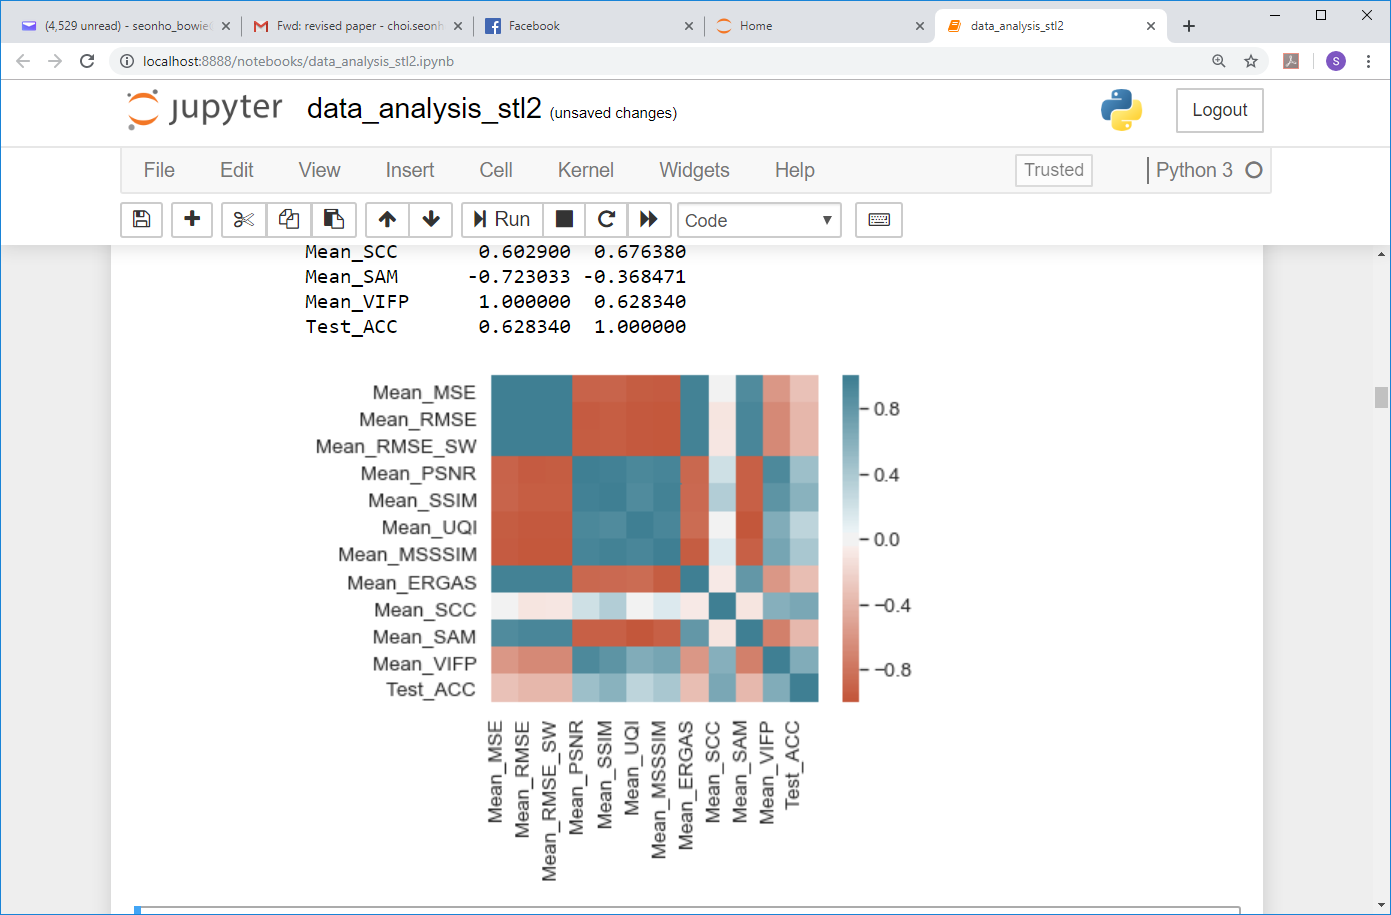 (4,529 unread) - seonho_bowie
Fwd: revised paper - choi.seonh
Facebook
Home
data_analysis_stl2
localhost:8888/notebooks/data_analysis_stl2.ipynb
S
jupyter data_analysis_stl2 (unsaved changes)
Logout
File Edit View Insert Cell Kernel Widgets Help
Trusted
Python 3
Run
Code
Mean_SCC 0.602900 0.676380
Mean_SAM -0.723033 -0.368471
Mean_VIFP 1.000000 0.628340
Test_ACC 0.628340 1.000000
Mean_MSE
Mean_RMSE
Mean_RMSE_SW
Mean_PSNR
Mean_SSIM
Mean_UQI
Mean_MSSSIM
Mean_ERGAS
Mean_SCC
Mean_SAM
Mean_VIFP
Test_ACC
0.8
0.4
0.0
−0.4
−0.8
Mean_MSE
Mean_RMSE
Mean_RMSE_SW
Mean_PSNR
Mean_SSIM
Mean_UQI
Mean_MSSSIM
Mean_ERGAS
Mean_SCC
Mean_SAM
Mean_VIFP
Test_ACC